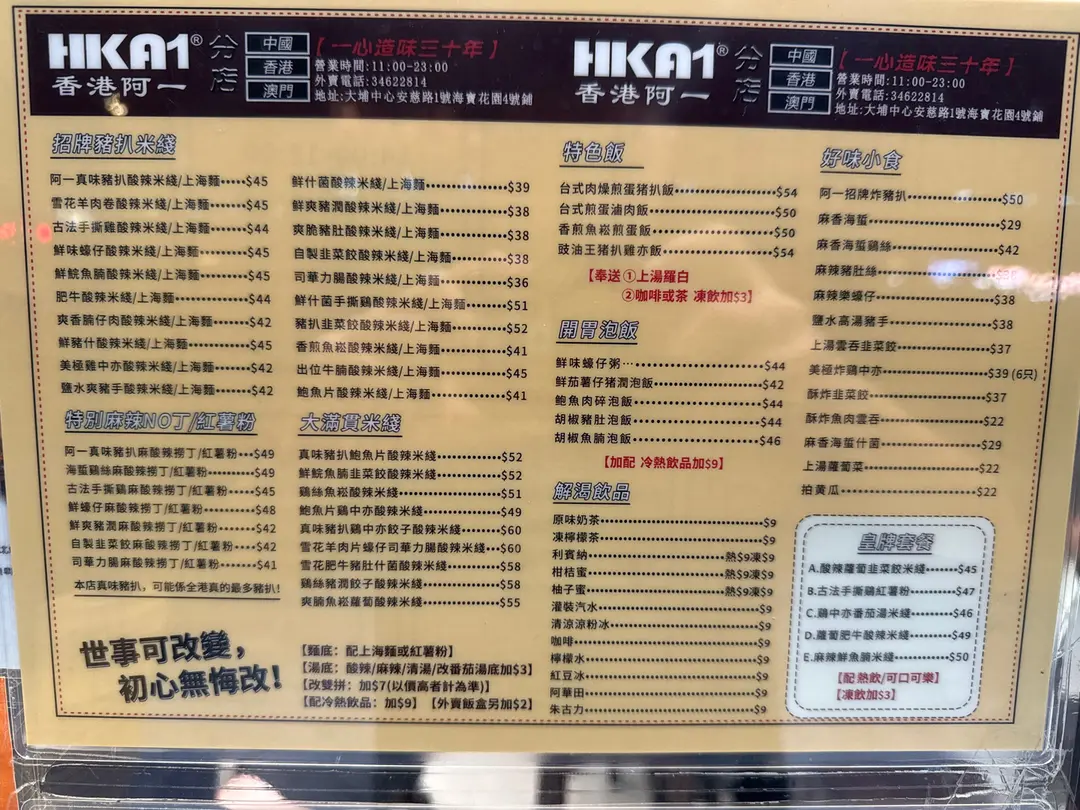 HKA1®
香港阿一
分店
中國
香港
澳門
【一心造味三十年】
營業時間:11:00-23:00
外賣電話:34622814
地址:大埔中心安慈路1號海寶花園4號鋪
HKA1®
香港阿一
分店
中國
香港
澳門
【一心造味三十年】
營業時間:11:00-23:00
外賣電話:34622814
地址:大埔中心安慈路1號海寶花園4號鋪
招牌豬扒米綫
阿一真味豬扒酸辣米綫/上海麵·····$45
雪花羊肉卷酸辣米綫/上海麵·····$45
古法手撕雞酸辣米綫/上海麵·····$44
鮮味蠔仔酸辣米綫/上海麵·······$45
鮮鯇魚腩酸辣米綫/上海麵·······$45
肥牛酸辣米綫/上海麵···········$44
爽香腩仔肉酸辣米綫/上海麵·····$42
鮮豬什酸辣米綫/上海麵·········$45
美極雞中亦酸辣米綫/上海麵·····$42
鹽水爽豬手酸辣米綫/上海麵·····$42
鮮什菌酸辣米綫/上海麵··············$39
鮮爽豬潤酸辣米綫/上海麵············$38
爽脆豬肚酸辣米綫/上海麵············$38
自製韭菜餃酸辣米綫/上海麵··········$38
司華力腸酸辣米綫/上海麵············$36
鮮什菌手撕鷄酸辣米綫/上海麵········$51
豬扒韭菜餃酸辣米綫/上海麵··········$52
香煎魚崧酸辣米綫/上海麵············$41
出位牛腩酸辣米綫/上海麵············$45
鮑魚片酸辣米綫/上海麵··············$41
特別麻辣NO丁/紅薯粉
阿一真味豬扒麻酸辣撈丁/紅薯粉···$49
海蜇鷄絲麻酸辣撈丁/紅薯粉·······$49
古法手撕鷄麻酸辣撈丁/紅薯粉·····$45
鮮蠔仔麻酸辣撈丁/紅薯粉·········$48
鮮爽豬潤麻酸辣撈丁/紅薯粉·······$42
自製韭菜餃麻酸辣撈丁/紅薯粉·····$42
司華力腸麻酸辣撈丁/紅薯粉·······$41
本店真味豬扒，可能係全港真的最多豬扒!
大滿貫米綫
真味豬扒鮑魚片酸辣米綫··········$52
鮮鯇魚腩韭菜餃酸辣米綫··········$52
鷄絲魚崧酸辣米綫················$51
鮑魚片鷄中亦酸辣米綫············$49
真味豬扒鷄中亦餃子酸辣米綫······$60
雪花羊肉片蠔仔司華力腸酸辣米綫···$60
雪花肥牛豬肚什菌酸辣米綫········$58
鷄絲豬潤餃子酸辣米綫············$58
爽腩魚崧蘿蔔酸辣米綫············$55
世事可改變，
初心無悔改!
【麵底：配上海麵或紅薯粉】
【湯底：酸辣/麻辣/清湯/改番茄湯底加$3】
【改雙拼：加$7(以價高者計為準)】
【配冷熱飲品：加$9】【外賣飯盒另加$2】
特色飯
台式肉燥煎蛋猪扒飯··················$54
台式煎蛋滷肉飯······················$50
香煎魚崧煎蛋飯······················$50
豉油王豬扒雞亦飯····················$54
【奉送①上湯羅白
②咖啡或茶 凍飲加$3】
開胃泡飯
鮮味蠔仔粥···$44
鮮茄薯仔猪潤泡飯···$42
鮑魚肉碎泡飯···$44
胡椒豬肚泡飯···$44
胡椒魚腩泡飯···$46
【加配 冷熱飲品加$9】
解渴飲品
原味奶茶···$9
凍檸檬茶···$9
利賓納···熱$9凍$9
柑桔蜜···熱$9凍$9
柚子蜜···熱$9凍$9
灌裝汽水···$9
清涼涼粉冰···$9
咖啡···$9
檸檬水···$9
紅豆冰···$9
阿華田···$9
朱古力···$9
好味小食
阿一招牌炸豬扒···$50
麻香海蜇···$29
麻香海蜇鷄絲···$42
麻辣豬肚絲
麻辣樂蠔仔···$38
鹽水高湯豬手···$38
上湯雲吞韭菜餃···$37
美極炸鷄中亦···$39(6只)
酥炸韭菜餃···$37
酥炸魚肉雲吞···$22
麻香海蜇什菌···$29
上湯蘿蔔菜···$22
拍黄瓜···$22
皇牌套餐
A.酸辣蘿蔔韭菜餃米綫·····$45
B.古法手撕鷄紅薯粉·······$47
C.鷄中亦番茄湯米綫·······$46
D.蘿蔔肥牛酸辣米綫·······$49
E.麻辣鮮魚腩米綫·········$50
【配熱飲/可口可樂】
【凍飲加$3】